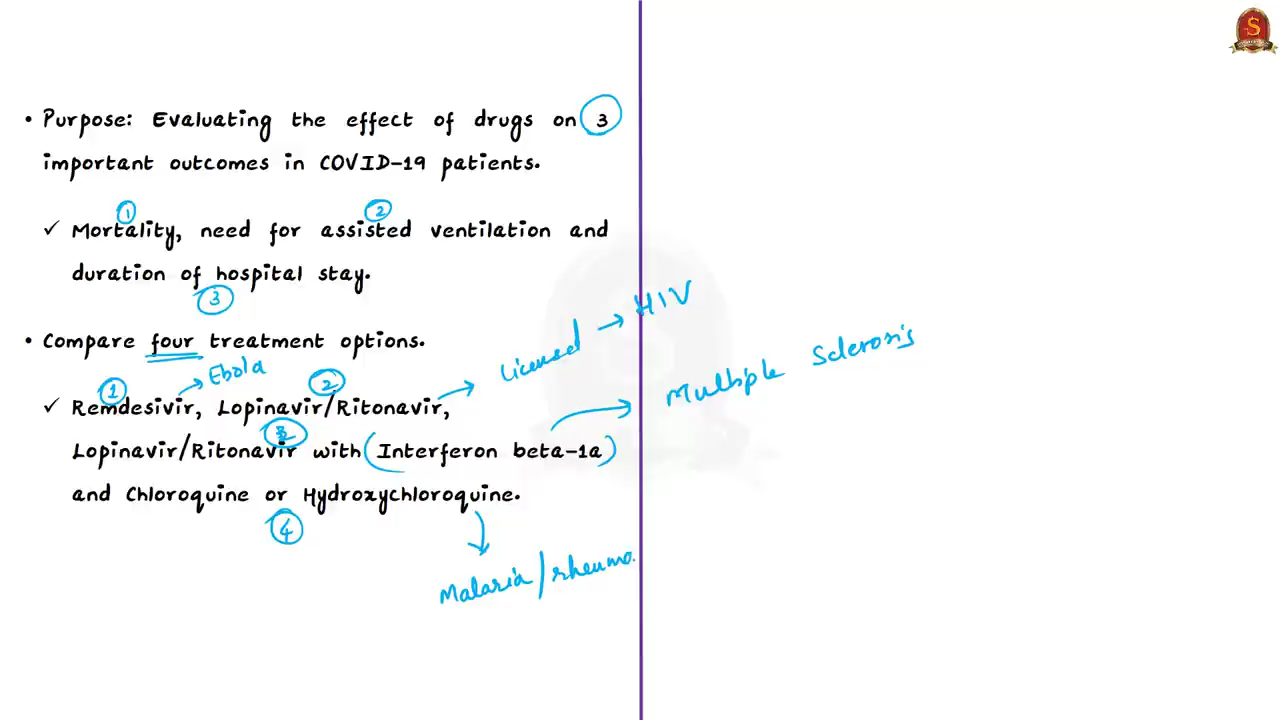 • Purpose: Evaluating the effect of drugs on 3
important outcomes in COVID-19 patients.
1 2
✓ Mortality, need for assisted ventilation and
duration of hospital stay.
3
→ HIV
Licensed
Multiple Sclerosis
• Compare four treatment options.
→ Ebola
1 2
✓ Remdesivir, Lopinavir/Ritonavir,
3
Lopinavir/Ritonavir with (Interferon beta-1a)
and Chloroquine or Hydroxychloroquine.
4
Malaria/rheuma.
S